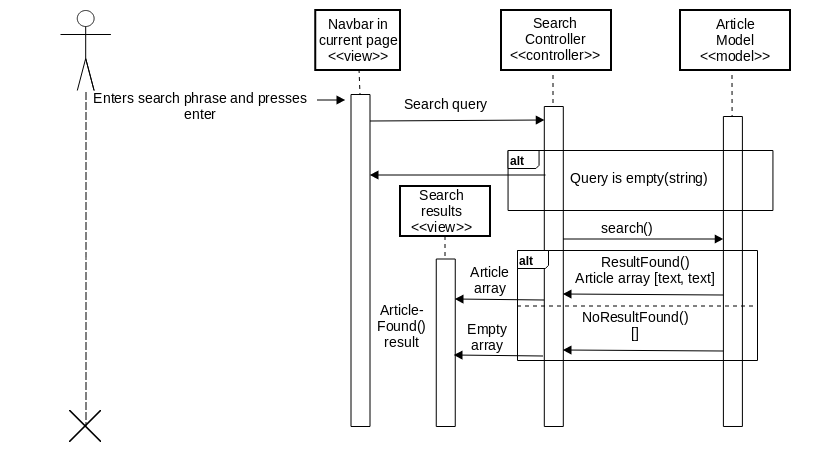 Navbar in
current page
<<view>>
Search
Controller
<<controller>>
Article
Model
<<model>>
Enters search phrase and presses
enter
Search query
alt
Query is empty(string)
Search
results
<<view>>
search()
alt
ResultFound()
Article array [text, text]
Article
array
Article-
Found()
result
NoResultFound()
[]
Empty
array